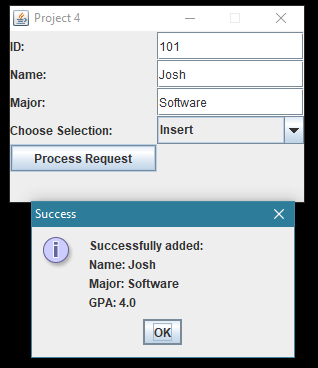 Project 4
ID: 101
Name: Josh
Major: Software
Choose Selection: Insert
Process Request
Success
Successfully added:
Name: Josh
Major: Software
GPA: 4.0
OK